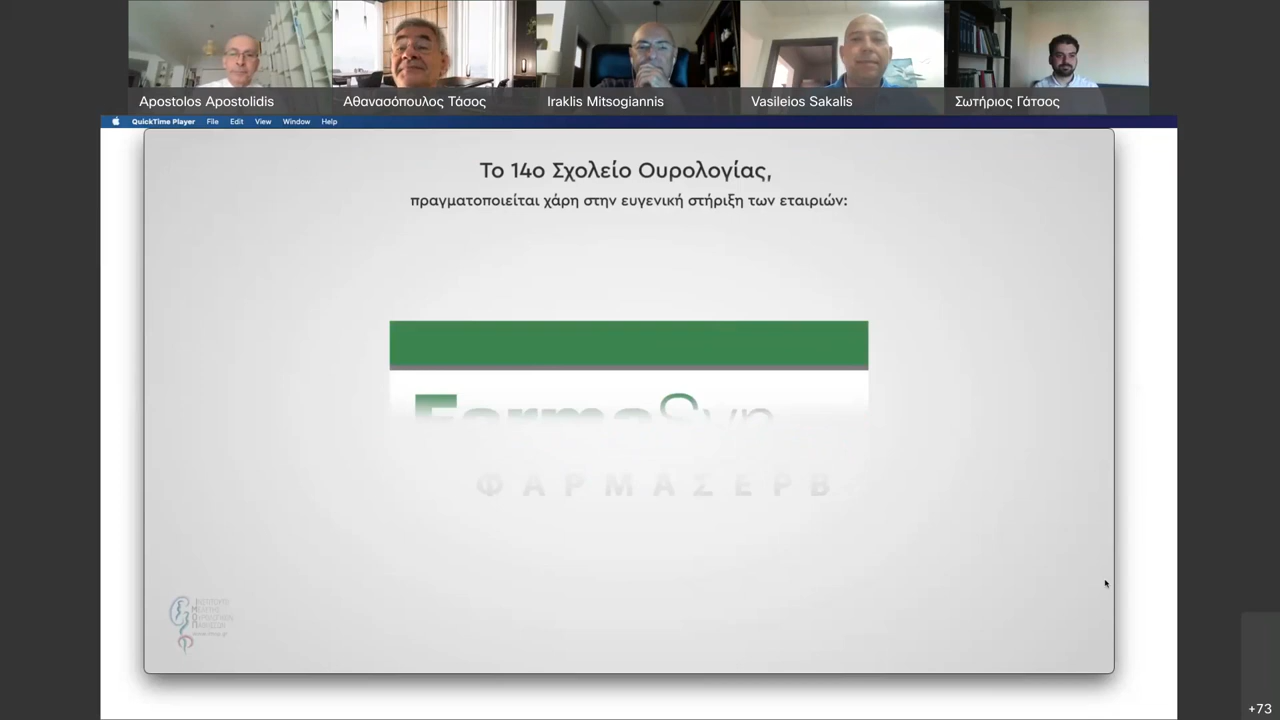 Apostolos Apostolidis
Αθανασόπουλος Τάσος
Iraklis Mitsogiannis
Vasileios Sakalis
Σωτήριος Γάτσος
QuickTime Player File Edit View Window Help
Το 14ο Σχολείο Ουρολογίας,
πραγματοποιείται χάρη στην ευγενική στήριξη των εταιριών:
ΦΑΡΜΑΣΕΡΒ
+73